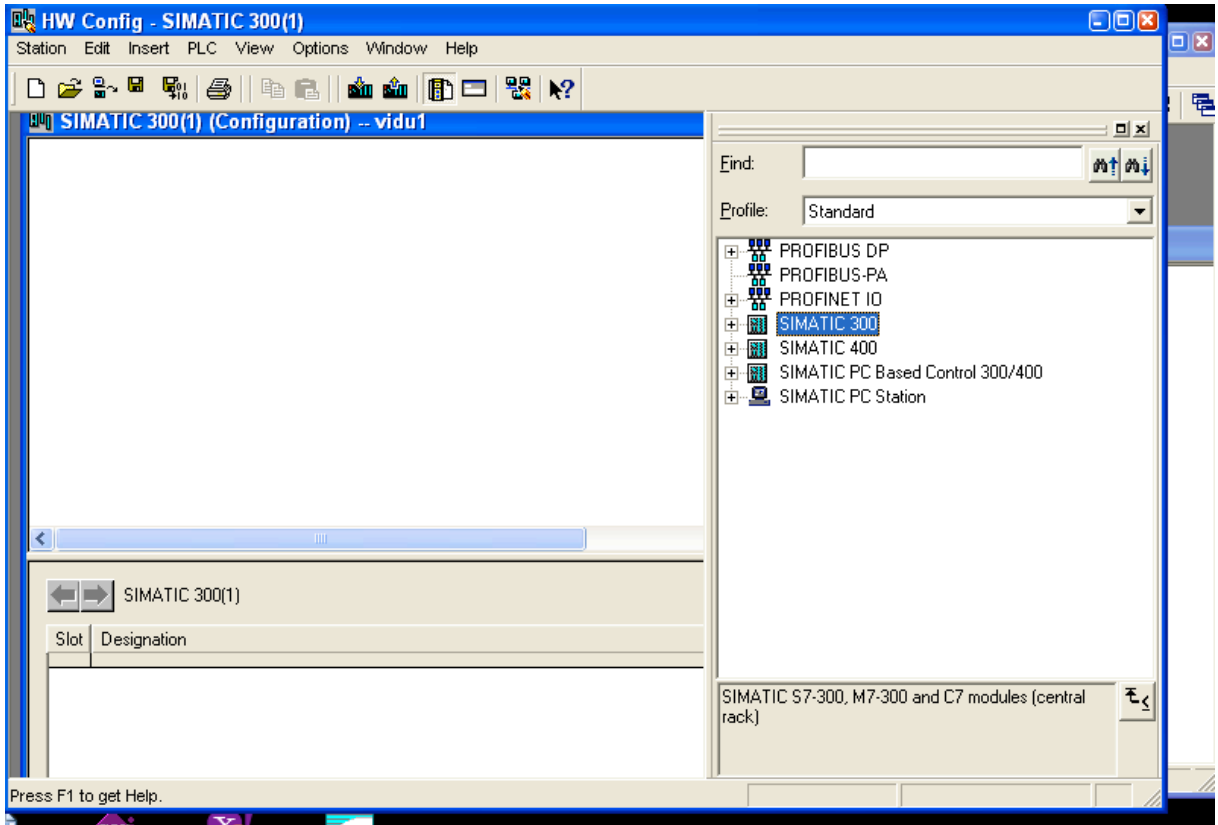 HW Config - SIMATIC 300(1)
Station Edit Insert PLC View Options Window Help
SIMATIC 300(1) (Configuration) -- vidu1
Find:
Profile: Standard
PROFIBUS DP
PROFIBUS-PA
PROFINET IO
SIMATIC 300
SIMATIC 400
SIMATIC PC Based Control 300/400
SIMATIC PC Station
SIMATIC 300(1)
Slot Designation
SIMATIC S7-300, M7-300 and C7 modules (central
rack)
Press F1 to get Help.